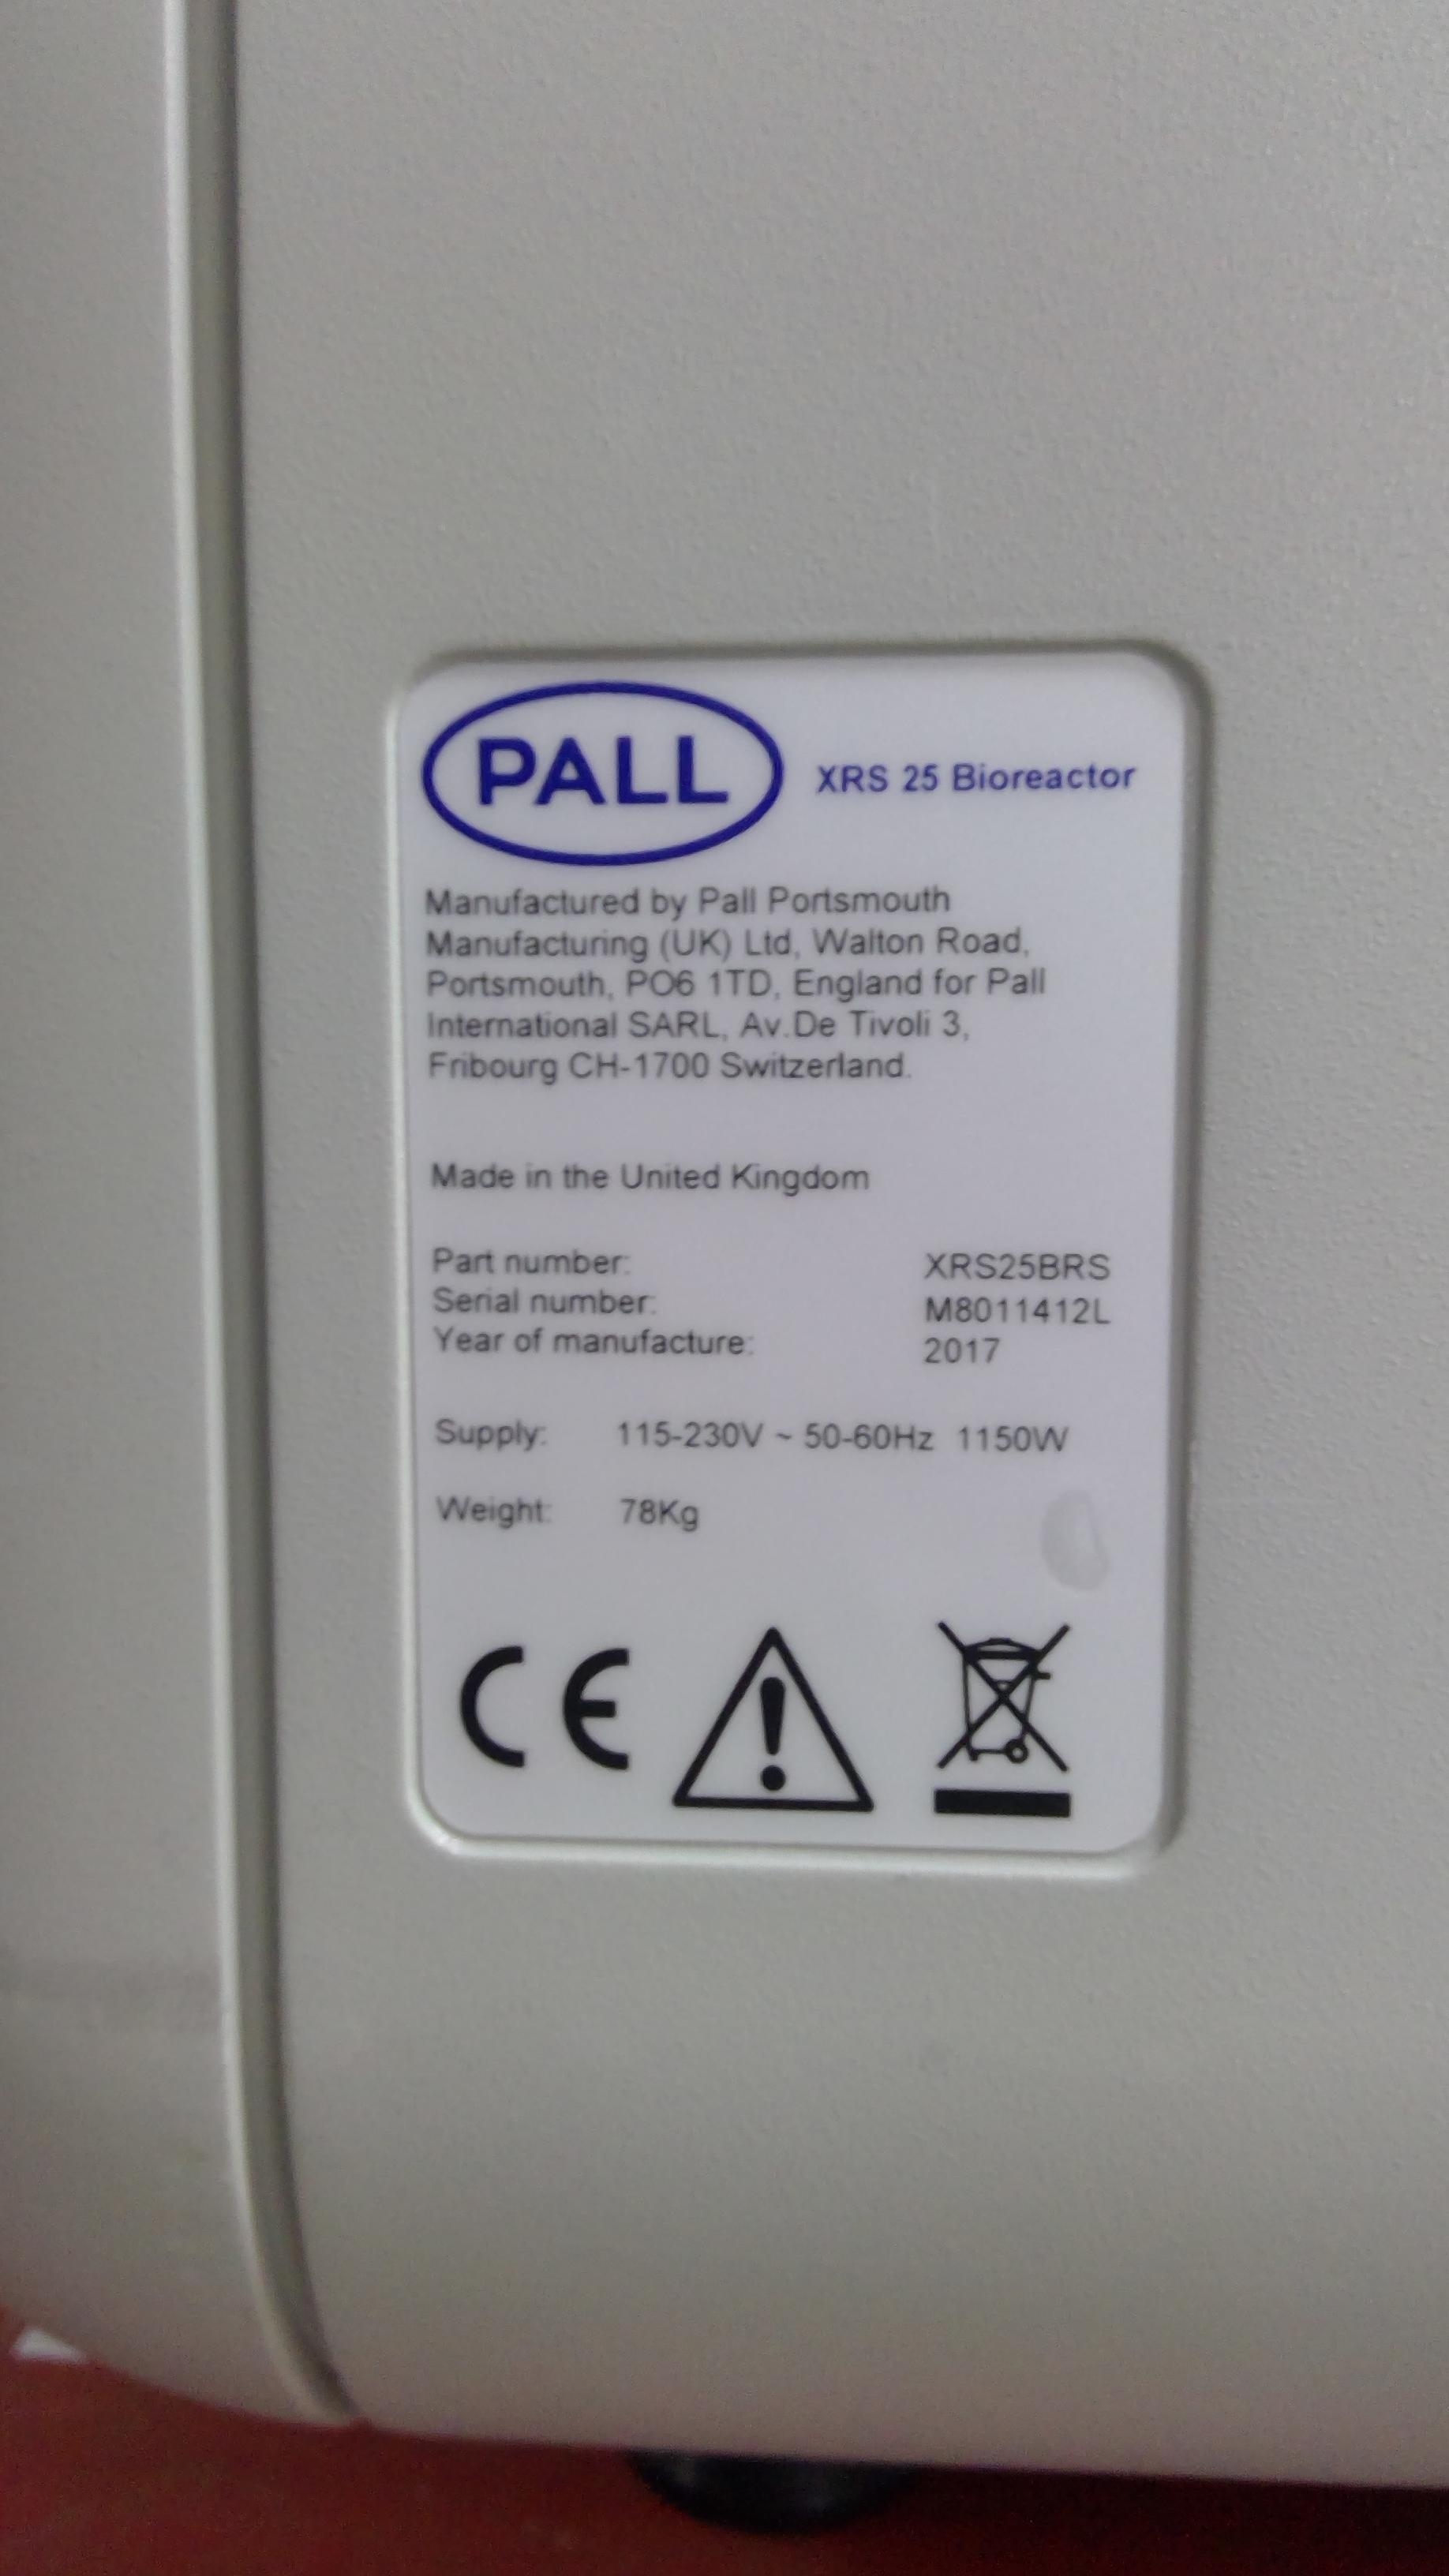 PALL XRS 25 Bioreactor
Manufactured by Pall Portsmouth
Manufacturing (UK) Ltd, Walton Road,
Portsmouth, PO6 1TD, England for Pall
International SARL, Av.De Tivoli 3,
Fribourg CH-1700 Switzerland.
Made in the United Kingdom
Part number: XRS25BRS
Serial number: M8011412L
Year of manufacture: 2017
Supply: 115-230V ~ 50-60Hz 1150W
Weight: 78Kg
CE